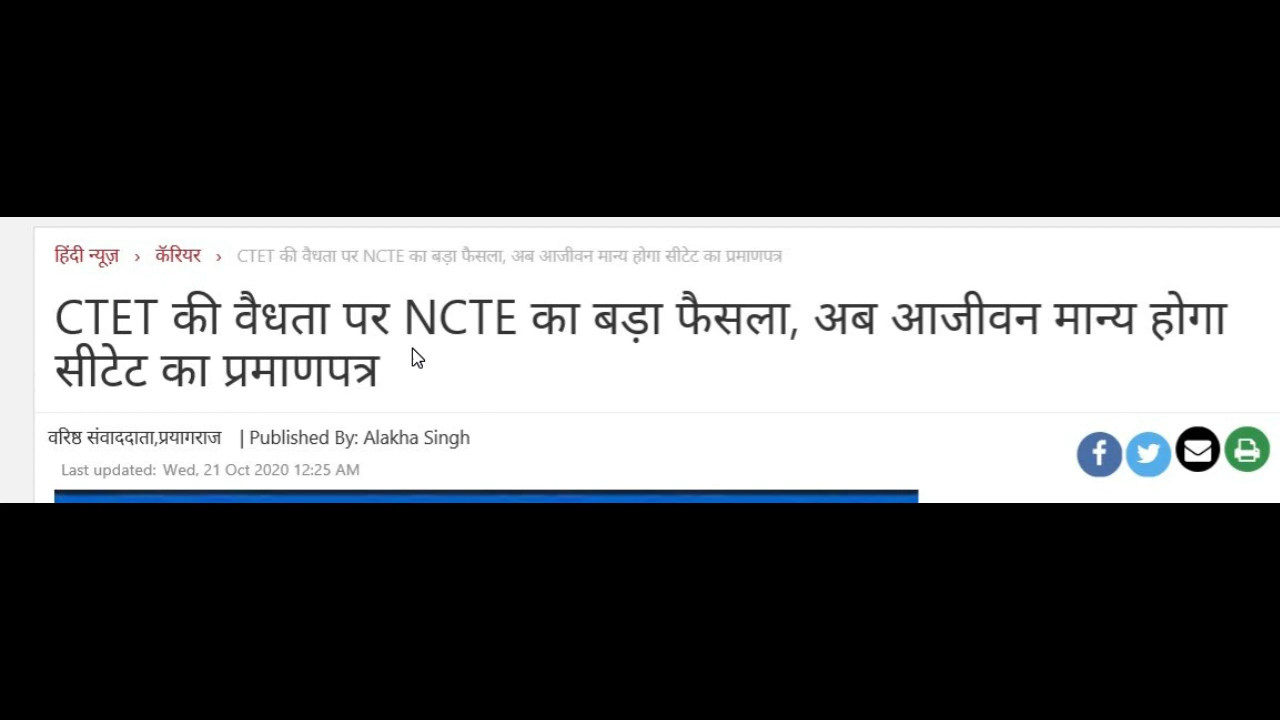 हिंदी न्यूज़ › कॅरियर › CTET की वैधता पर NCTE का बड़ा फैसला, अब आजीवन मान्य होगा सीटेट का प्रमाणपत्र
CTET की वैधता पर NCTE का बड़ा फैसला, अब आजीवन मान्य होगा
सीटेट का प्रमाणपत्र
वरिष्ठ संवाददाता,प्रयागराज | Published By: Alakha Singh
Last updated: Wed, 21 Oct 2020 12:25 AM